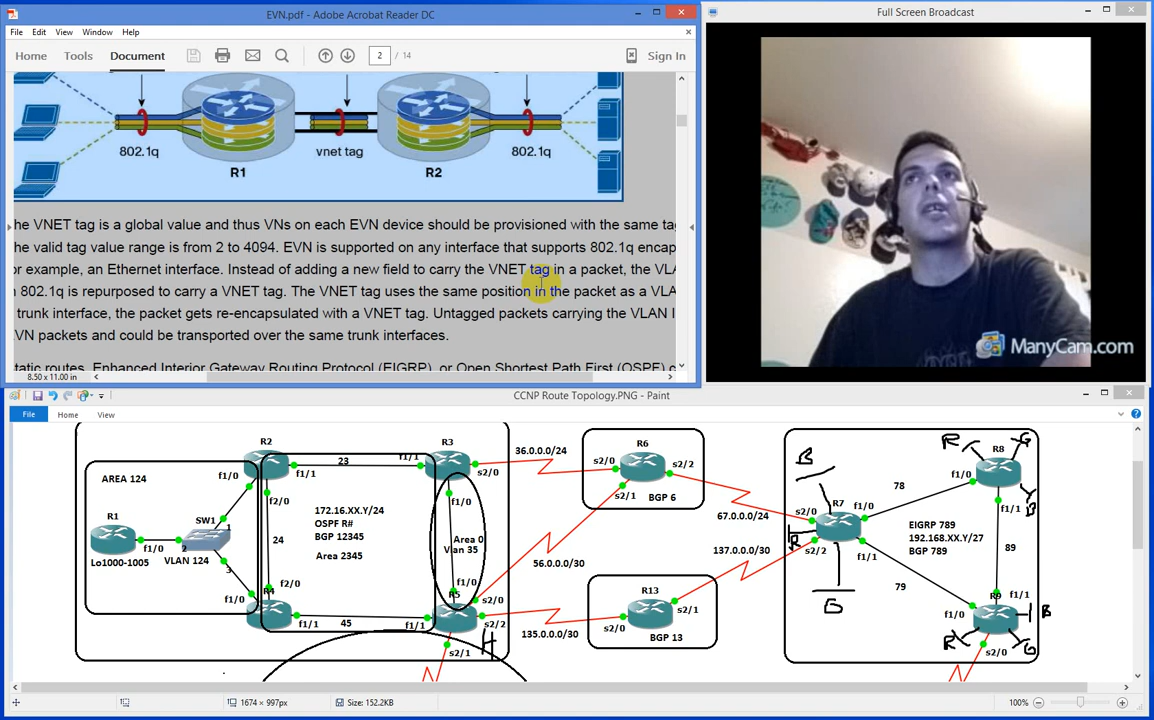 EVN.pdf - Adobe Acrobat Reader DC
File Edit View Window Help
Home Tools Document 2 / 14 Sign In
802.1q vnet tag 802.1q
R1 R2
he VNET tag is a global value and thus VNs on each EVN device should be provisioned with the same tag
he valid tag value range is from 2 to 4094. EVN is supported on any interface that supports 802.1q encap
or example, an Ethernet interface. Instead of adding a new field to carry the VNET tag in a packet, the VLA
n 802.1q is repurposed to carry a VNET tag. The VNET tag uses the same position in the packet as a VLA
trunk interface, the packet gets re-encapsulated with a VNET tag. Untagged packets carrying the VLAN I
VN packets and could be transported over the same trunk interfaces.
tatic routes, Enhanced Interior Gateway Routing Protocol (EIGRP), or Open Shortest Path First (OSPF) c
8.50 x 11.00 in
Full Screen Broadcast
ManyCam.com
CCNP Route Topology.PNG - Paint
File Home View
AREA 124
R1
f1/0
Lo1000-1005
SW1
1
2
3
VLAN 124
R2
f1/0
f1/1
f2/0
23
24
f2/0
R4
f1/0
f1/1
45
172.16.XX.Y/24
OSPF R#
BGP 12345
Area 2345
R3
f1/1
s2/0
f1/0
Area 0
Vlan 35
f1/0
R5
f1/1
s2/0
s2/2
s2/1
H
36.0.0.0/24
56.0.0.0/30
135.0.0.0/30
R6
s2/0
s2/2
s2/1
BGP 6
67.0.0.0/24
R13
s2/1
s2/0
BGP 13
137.0.0.0/30
B
R7
s2/0
f1/0
R
s2/2
f1/1
G
78
79
89
EIGRP 789
192.168.XX.Y/27
BGP 789
R
G
R8
f1/0
f1/1
B
R9
f1/0
f1/1
B
R
G
s2/0
1674 × 997px Size: 152.2KB 100%